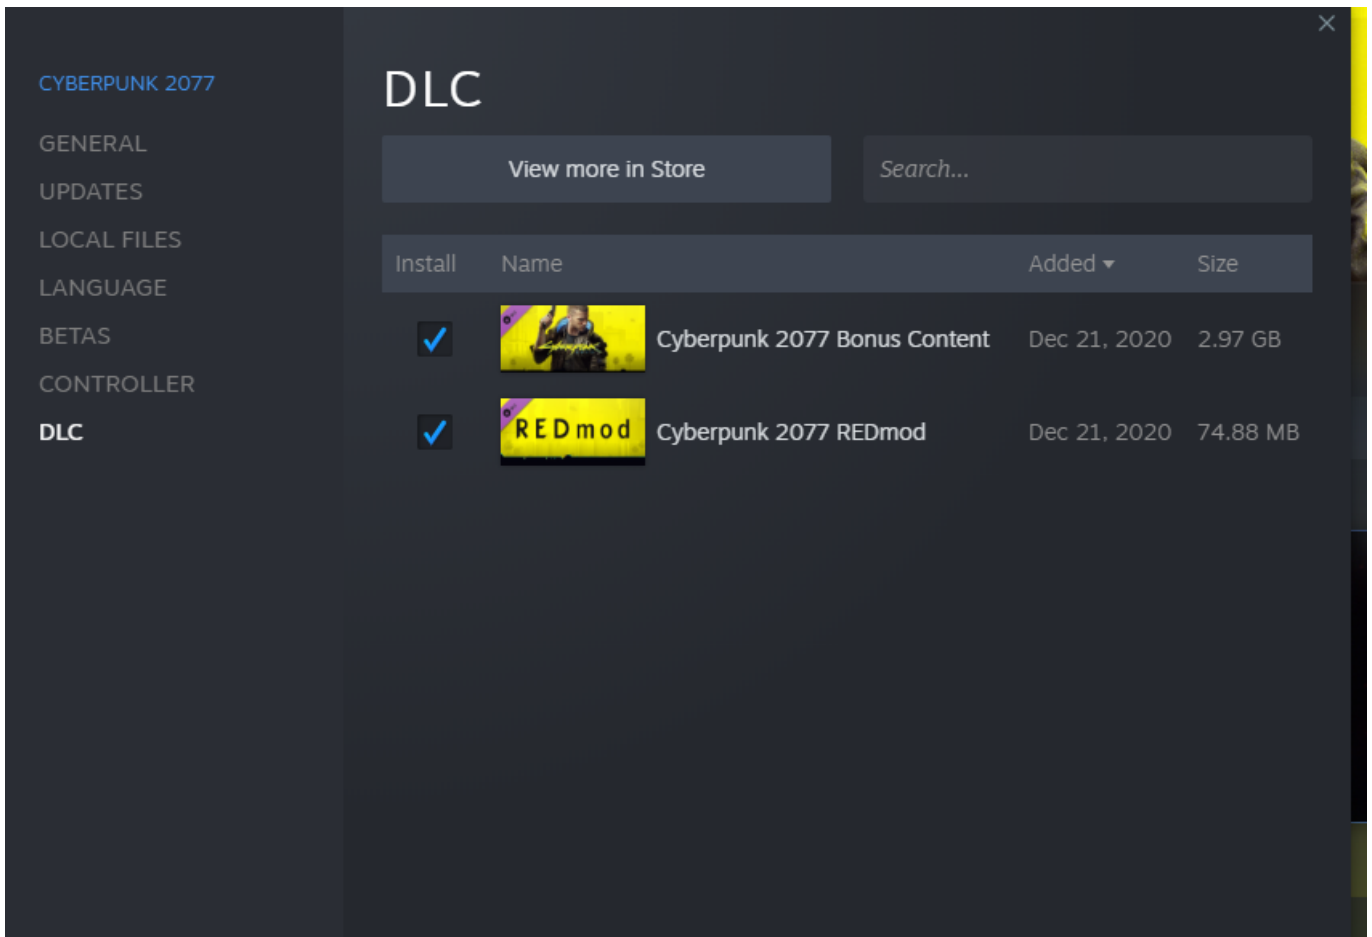 CYBERPUNK 2077
GENERAL
UPDATES
LOCAL FILES
LANGUAGE
BETAS
CONTROLLER
DLC
DLC
View more in Store
Search...
Install Name Added Size
Cyberpunk
Cyberpunk 2077 Bonus Content Dec 21, 2020 2.97 GB
REDmod
Cyberpunk 2077 REDmod Dec 21, 2020 74.88 MB